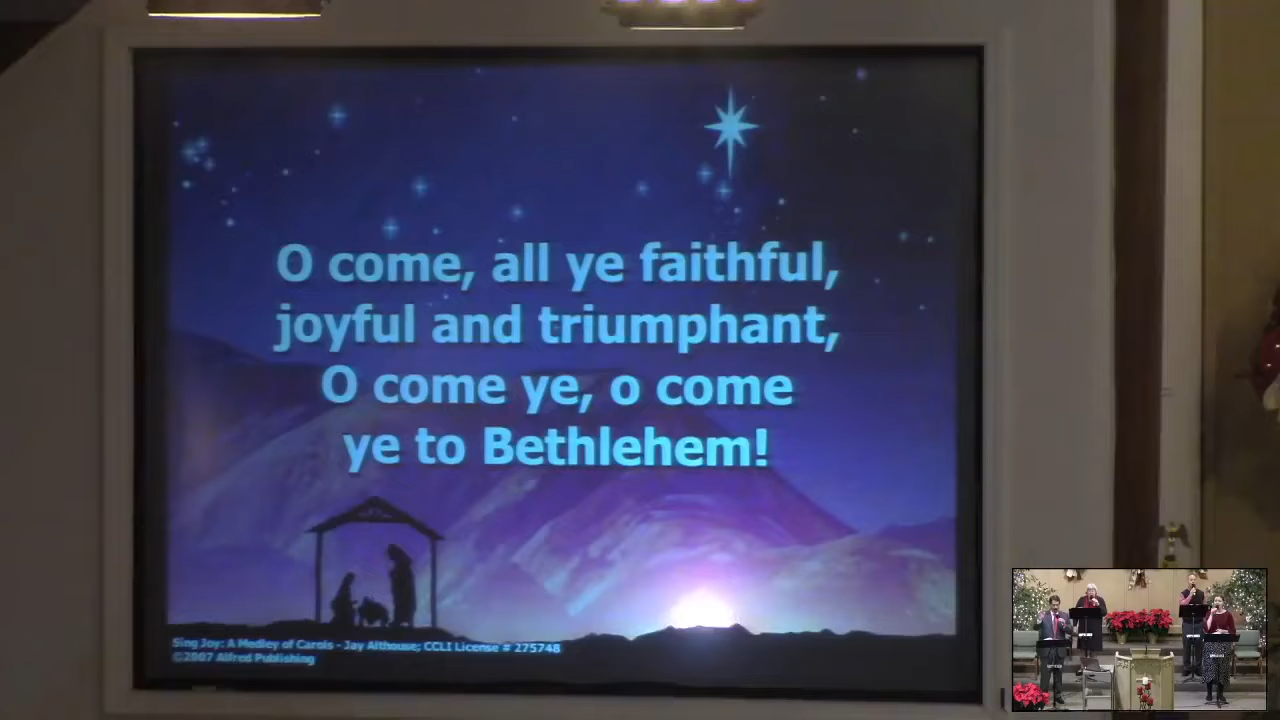 O come, all ye faithful,
joyful and triumphant,
O come ye, o come
ye to Bethlehem!
Sing Joy: A Medley of Carols - Jay Althouse; CCLI License # 275748
©2007 Alfred Publishing